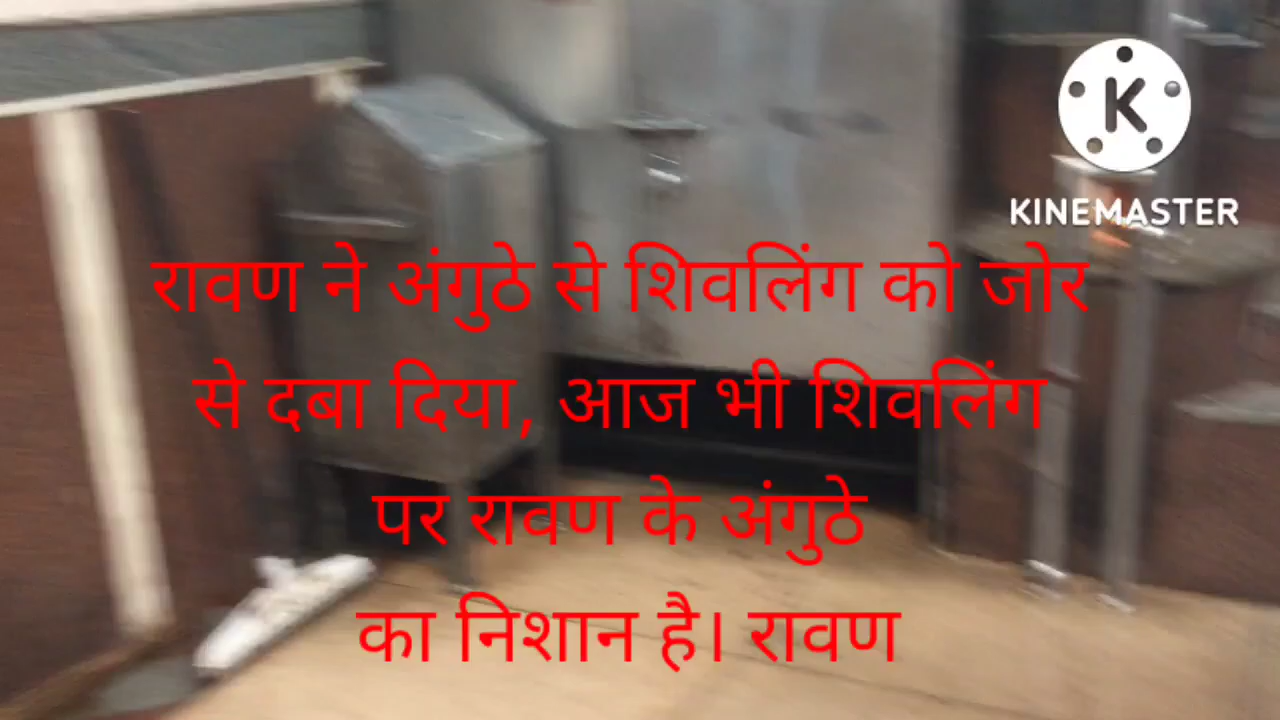 KINEMASTER
रावण ने अंगुठे से शिवलिंग को जोर
से दबा दिया, आज भी शिवलिंग
पर रावण के अंगुठे
का निशान है। रावण